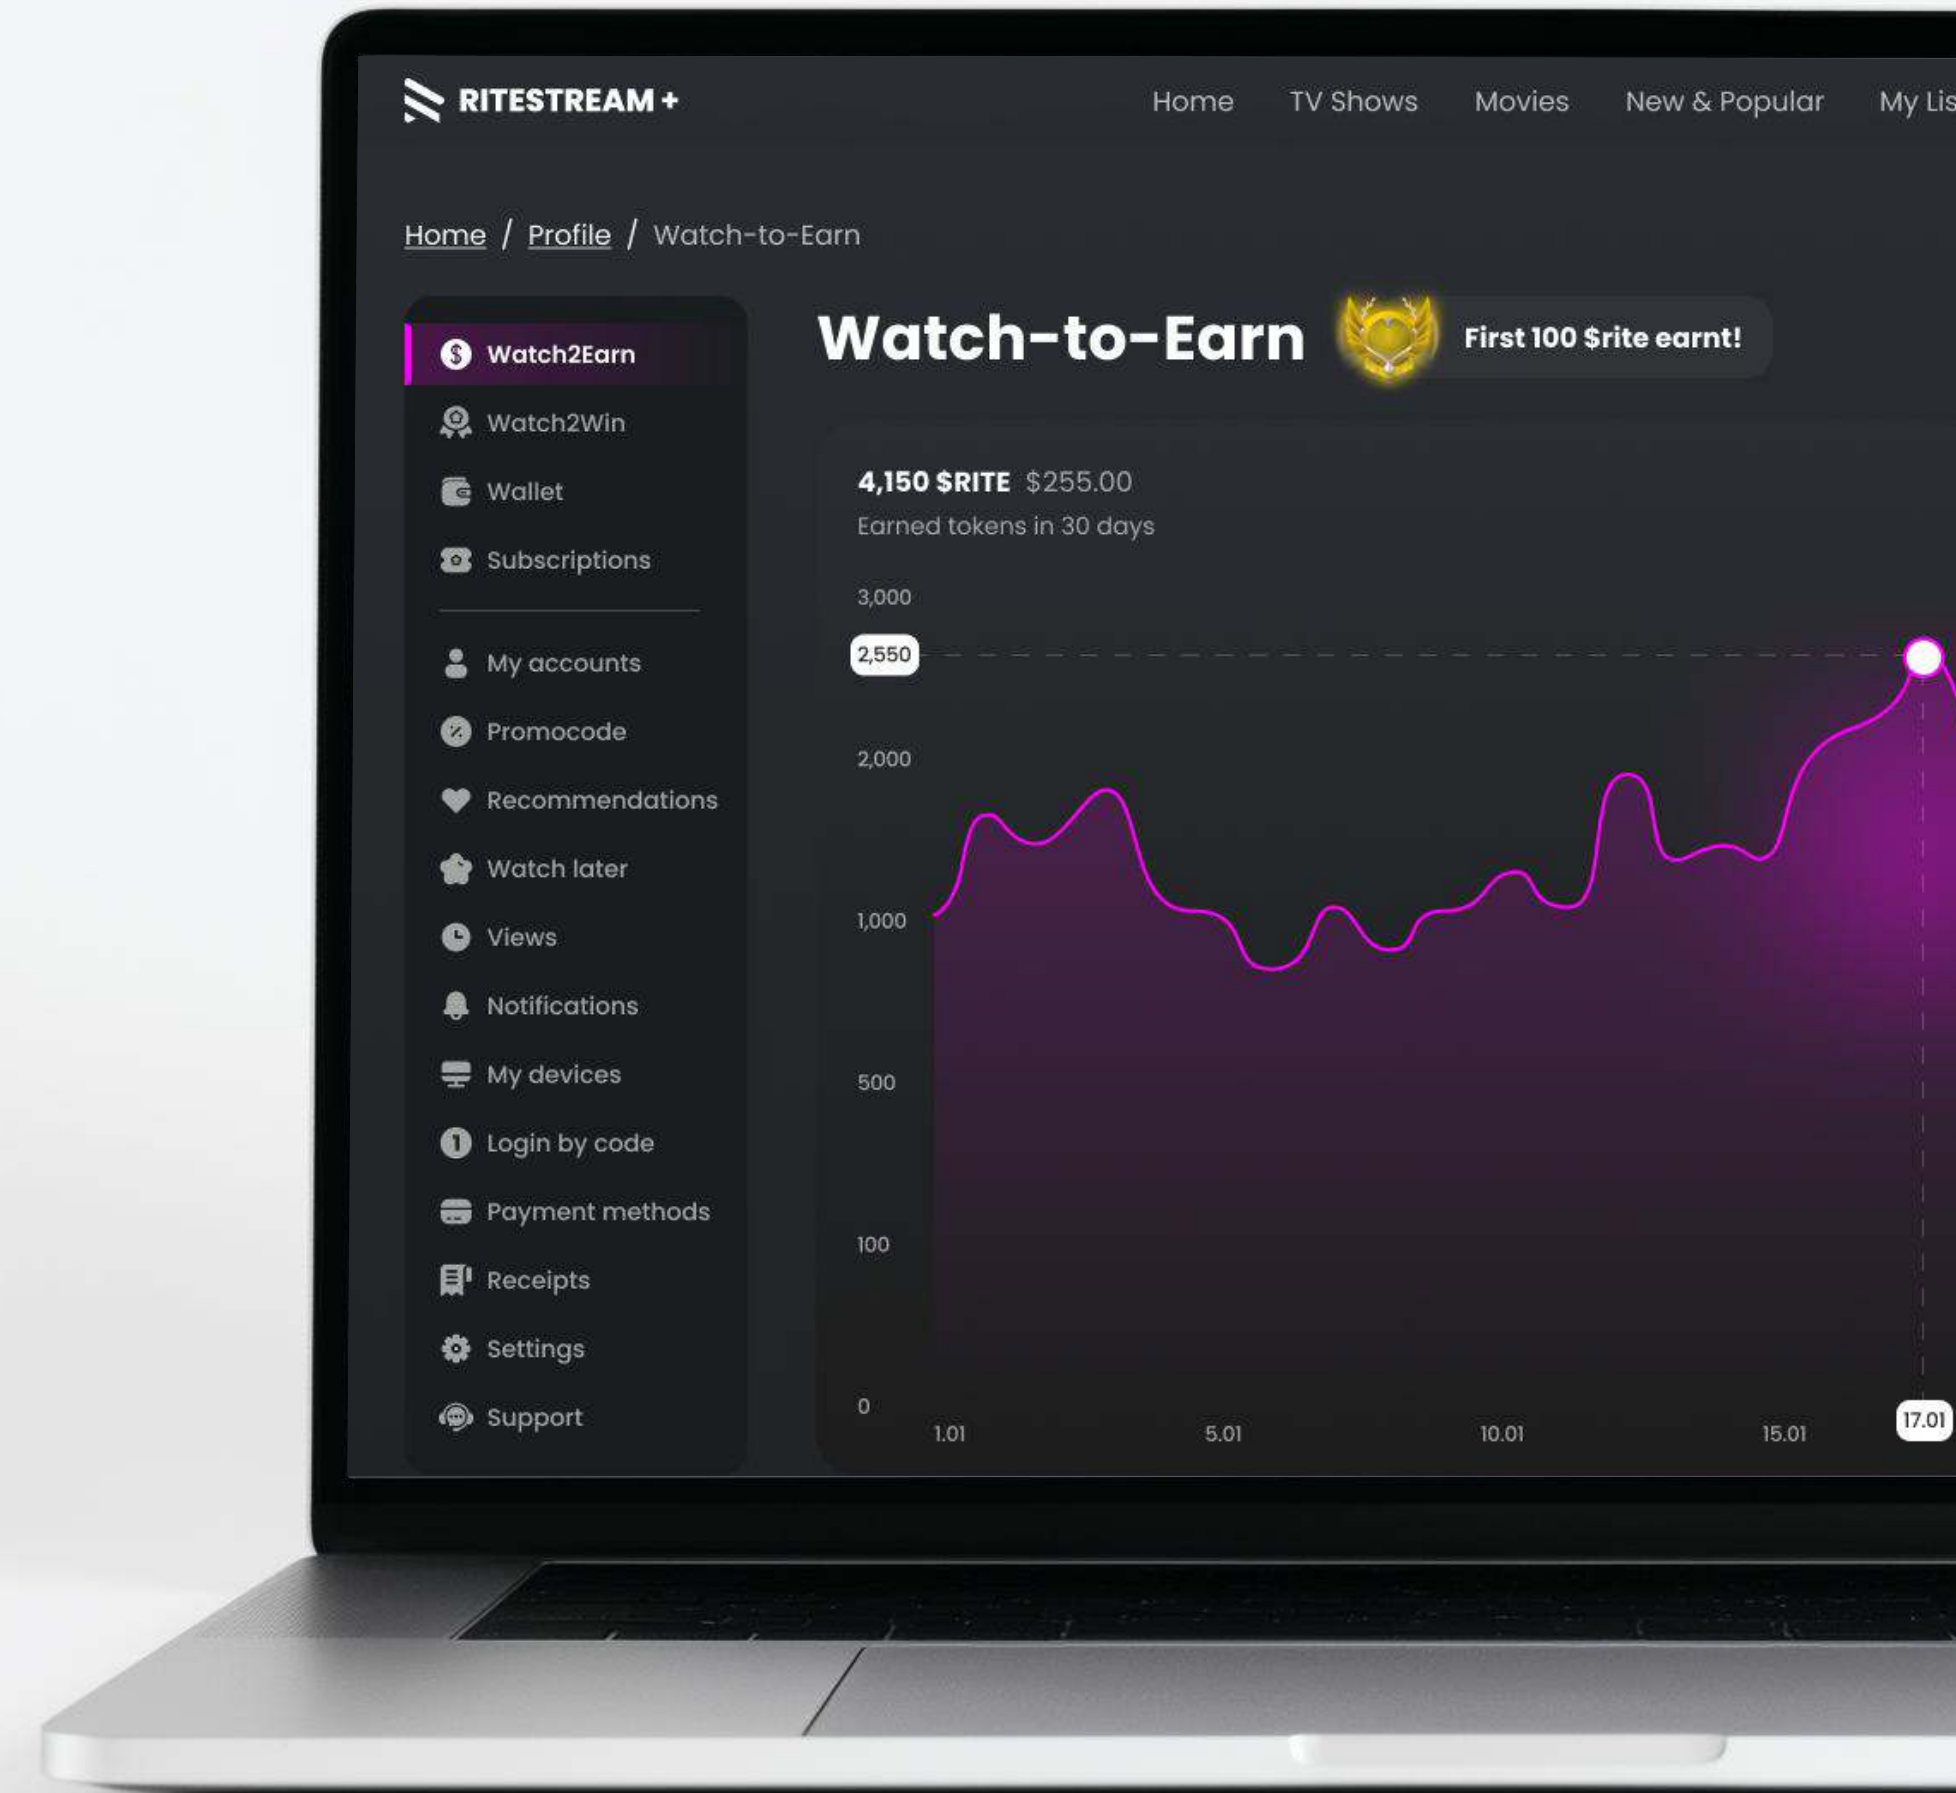 RITESTREAM +
Home TV Shows Movies New & Popular My Lis
Home / Profile / Watch-to-Earn
Watch2Earn
Watch2Win
Wallet
Subscriptions
My accounts
Promocode
Recommendations
Watch later
Views
Notifications
My devices
Login by code
Payment methods
Receipts
Settings
Support
Watch-to-Earn
First 100 $rite earnt!
4,150 $RITE $255.00
Earned tokens in 30 days
3,000
2,550
2,000
1,000
500
100
0
1.01 5.01 10.01 15.01 17.01